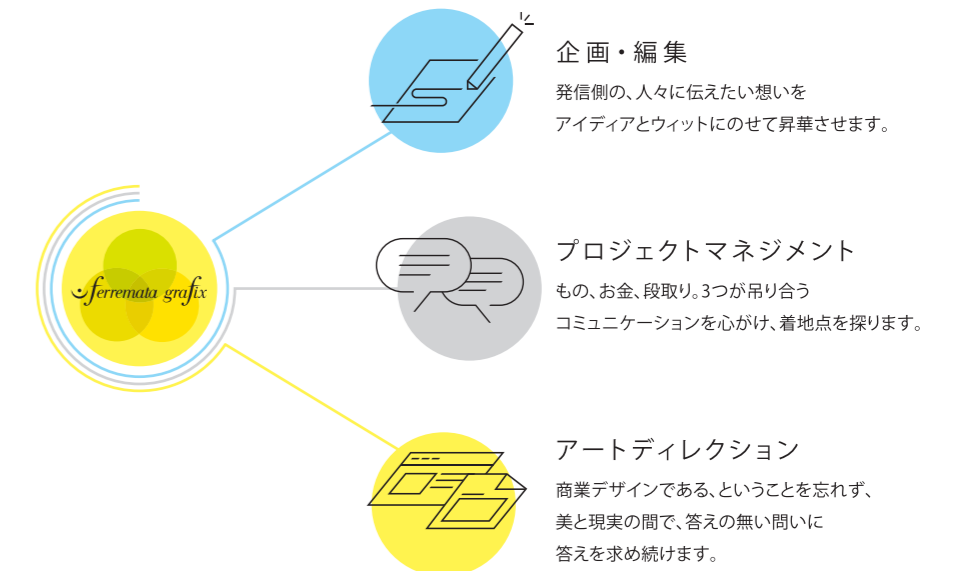 企画・編集
発信側の、人々に伝えたい想いを
アイディアとウィットにのせて昇華させます。
ferremata grafix
プロジェクトマネジメント
もの、お金、段取り。3つが吊り合う
コミュニケーションを心がけ、着地点を探ります。
アートディレクション
商業デザインである、ということを忘れず、
美と現実の間で、答えの無い問いに
答えを求め続けます。